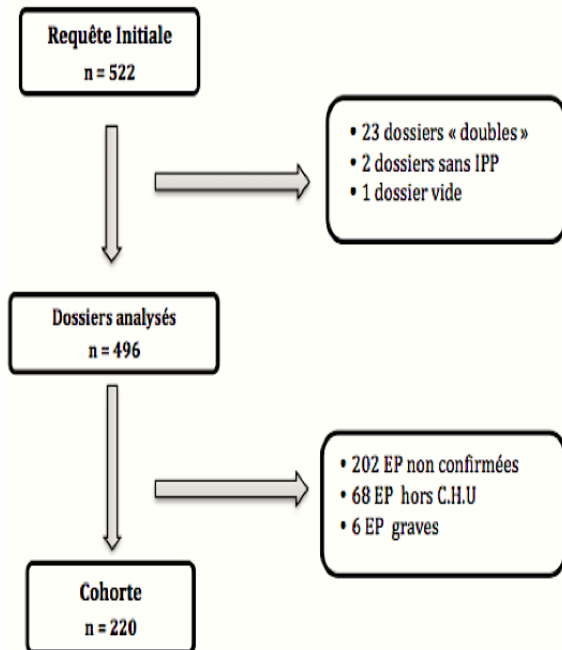 Requête Initiale
n = 522
• 23 dossiers « doubles »
• 2 dossiers sans IPP
• 1 dossier vide
Dossiers analysés
n = 496
• 202 EP non confirmées
• 68 EP hors C.H.U
• 6 EP graves
Cohorte
n = 220